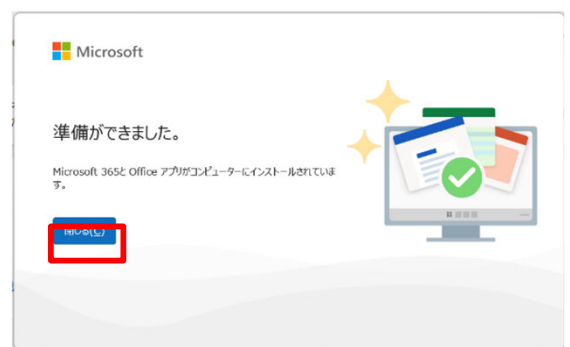 Microsoft
準備ができました。
Microsoft 365と Office アプリがコンピューターにインストールされていま
す。
閉じる(C)